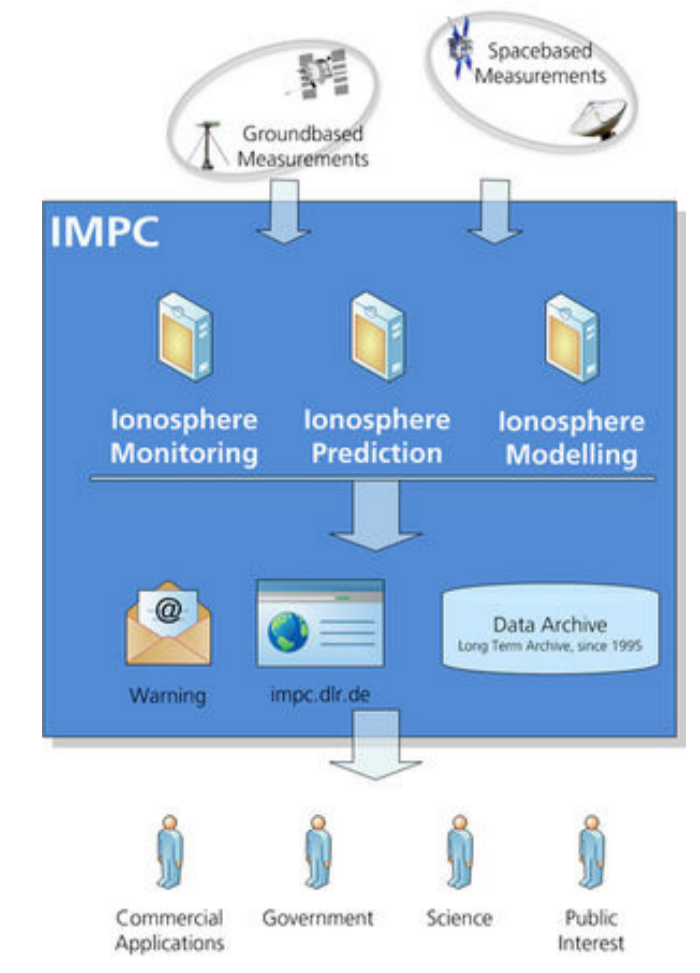 Groundbased
Measurements
Spacebased
Measurements
IMPC
Ionosphere
Monitoring
Ionosphere
Prediction
Ionosphere
Modelling
@
Warning
impc.dlr.de
Data Archive
Long Term Archive, since 1995
Commercial
Applications
Government
Science
Public
Interest